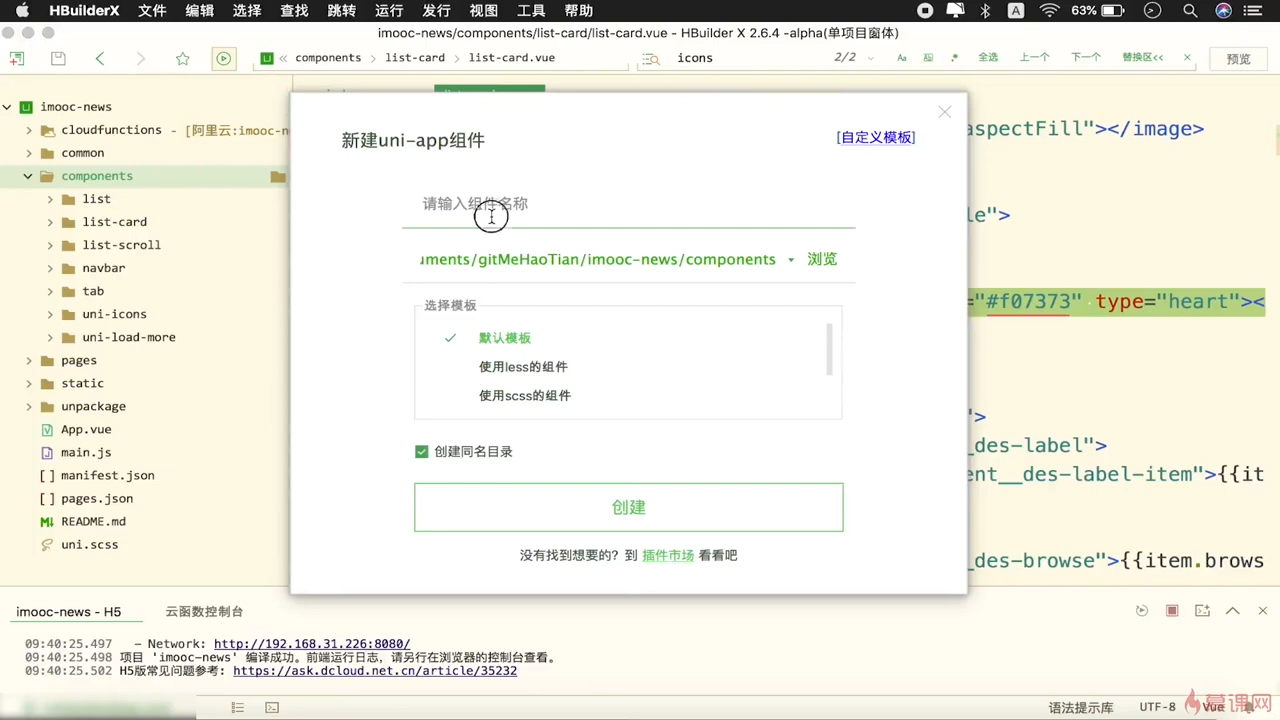 HBuilderX 文件 编辑 选择 查找 跳转 运行 发行 视图 工具 帮助 63%
imooc-news/components/list-card/list-card.vue - HBuilder X 2.6.4 -alpha(单项目窗体)
components list-card list-card.vue icons 2/2 Aa 全选 上一个 下一个 替换区<< 预览
imooc-news
cloudfunctions - [阿里云:imooc-n
common
components
list
list-card
list-scroll
navbar
tab
uni-icons
uni-load-more
pages
static
unpackage
App.vue
main.js
manifest.json
pages.json
README.md
uni.scss
新建uni-app组件
[自定义模板]
请输入组件名称
uments/gitMeHaoTian/imooc-news/components 浏览
选择模板
默认模板
使用less的组件
使用scss的组件
创建同名目录
创建
没有找到想要的? 到 插件市场 看看吧
aspectFill"></image>
le">
="#f07373" type="heart"><
">
_des-label">
ent__des-label-item">{{it
_des-browse">{{item.brows
imooc-news - H5 云函数控制台
09:40:25.497 - Network: http://192.168.31.226:8080/
09:40:25.498 项目 'imooc-news' 编译成功。前端运行日志，请另行在浏览器的控制台查看。
09:40:25.502 H5版常见问题参考: https://ask.dcloud.net.cn/article/35232
语法提示库 UTF-8 Vue
慕课网